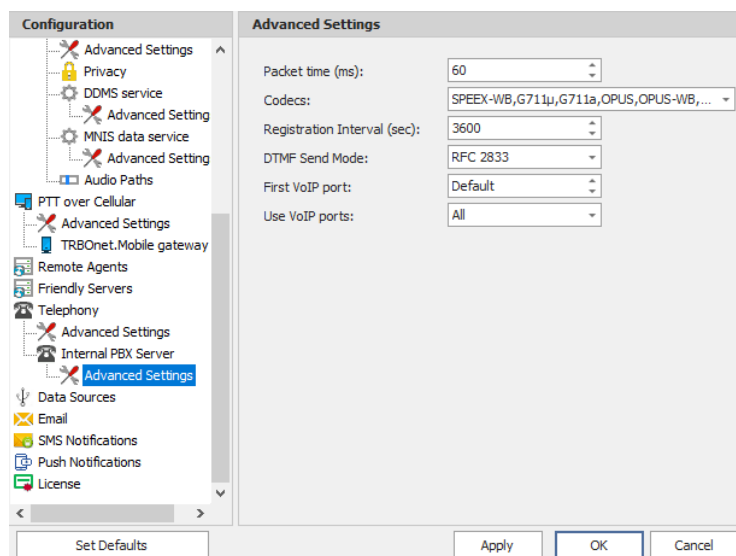 Configuration
Advanced Settings
Privacy
DDMS service
Advanced Setting
MNIS data service
Advanced Setting
Audio Paths
PTT over Cellular
Advanced Settings
TRBOnet.Mobile gateway
Remote Agents
Friendly Servers
Telephony
Advanced Settings
Internal PBX Server
Advanced Settings
Data Sources
Email
SMS Notifications
Push Notifications
License
Set Defaults
Advanced Settings
Packet time (ms): 60
Codecs: SPEEX-WB,G711µ,G711a,OPUS,OPUS-WB,...
Registration Interval (sec): 3600
DTMF Send Mode: RFC 2833
First VoIP port: Default
Use VoIP ports: All
Apply OK Cancel